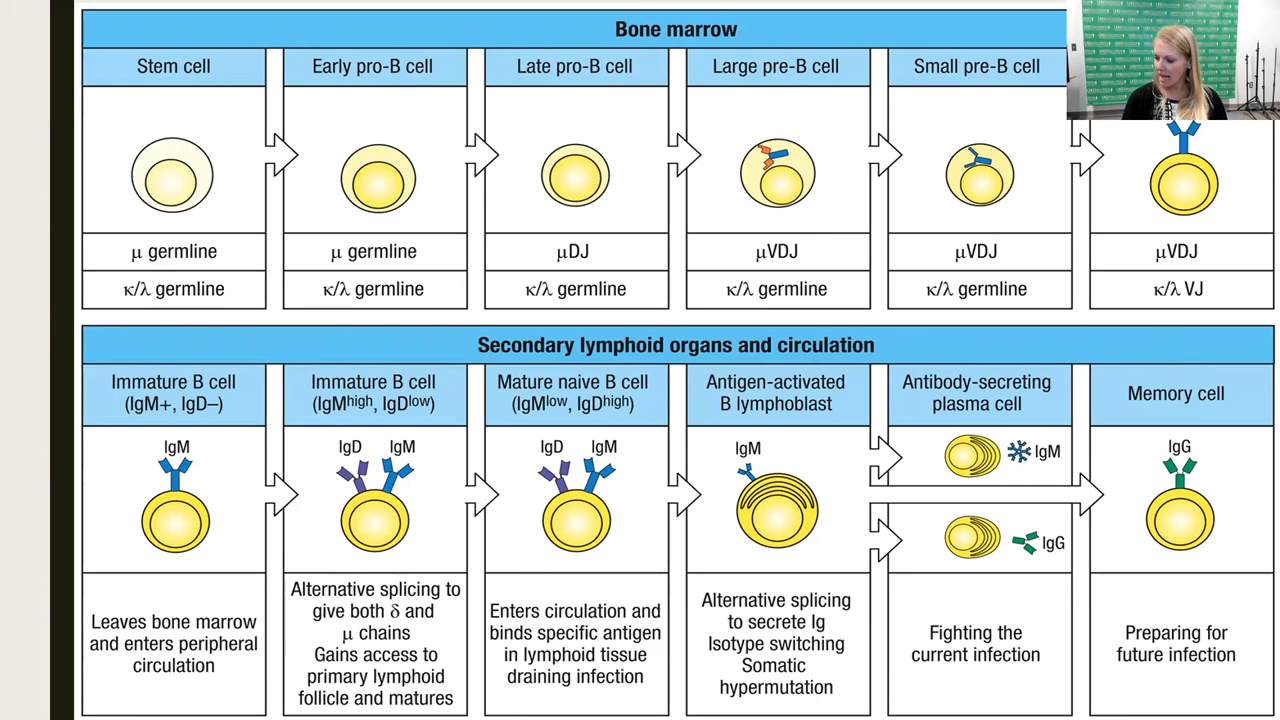 Bone marrow
Stem cell
Early pro-B cell
Late pro-B cell
Large pre-B cell
Small pre-B cell
μ germline
μ germline
μDJ
μVDJ
μVDJ
μVDJ
κ/λ germline
κ/λ germline
κ/λ germline
κ/λ germline
κ/λ germline
κ/λ VJ
Secondary lymphoid organs and circulation
Immature B cell
(IgM+, IgD–)
Immature B cell
(IgMhigh, IgDlow)
Mature naive B cell
(IgMlow, IgDhigh)
Antigen-activated
B lymphoblast
Antibody-secreting
plasma cell
Memory cell
IgM
IgD IgM
IgD IgM
IgM
IgM
IgG
IgG
Leaves bone marrow
and enters peripheral
circulation
Alternative splicing to
give both δ and
μ chains
Gains access to
primary lymphoid
follicle and matures
Enters circulation and
binds specific antigen
in lymphoid tissue
draining infection
Alternative splicing
to secrete Ig
Isotype switching
Somatic
hypermutation
Fighting the
current infection
Preparing for
future infection